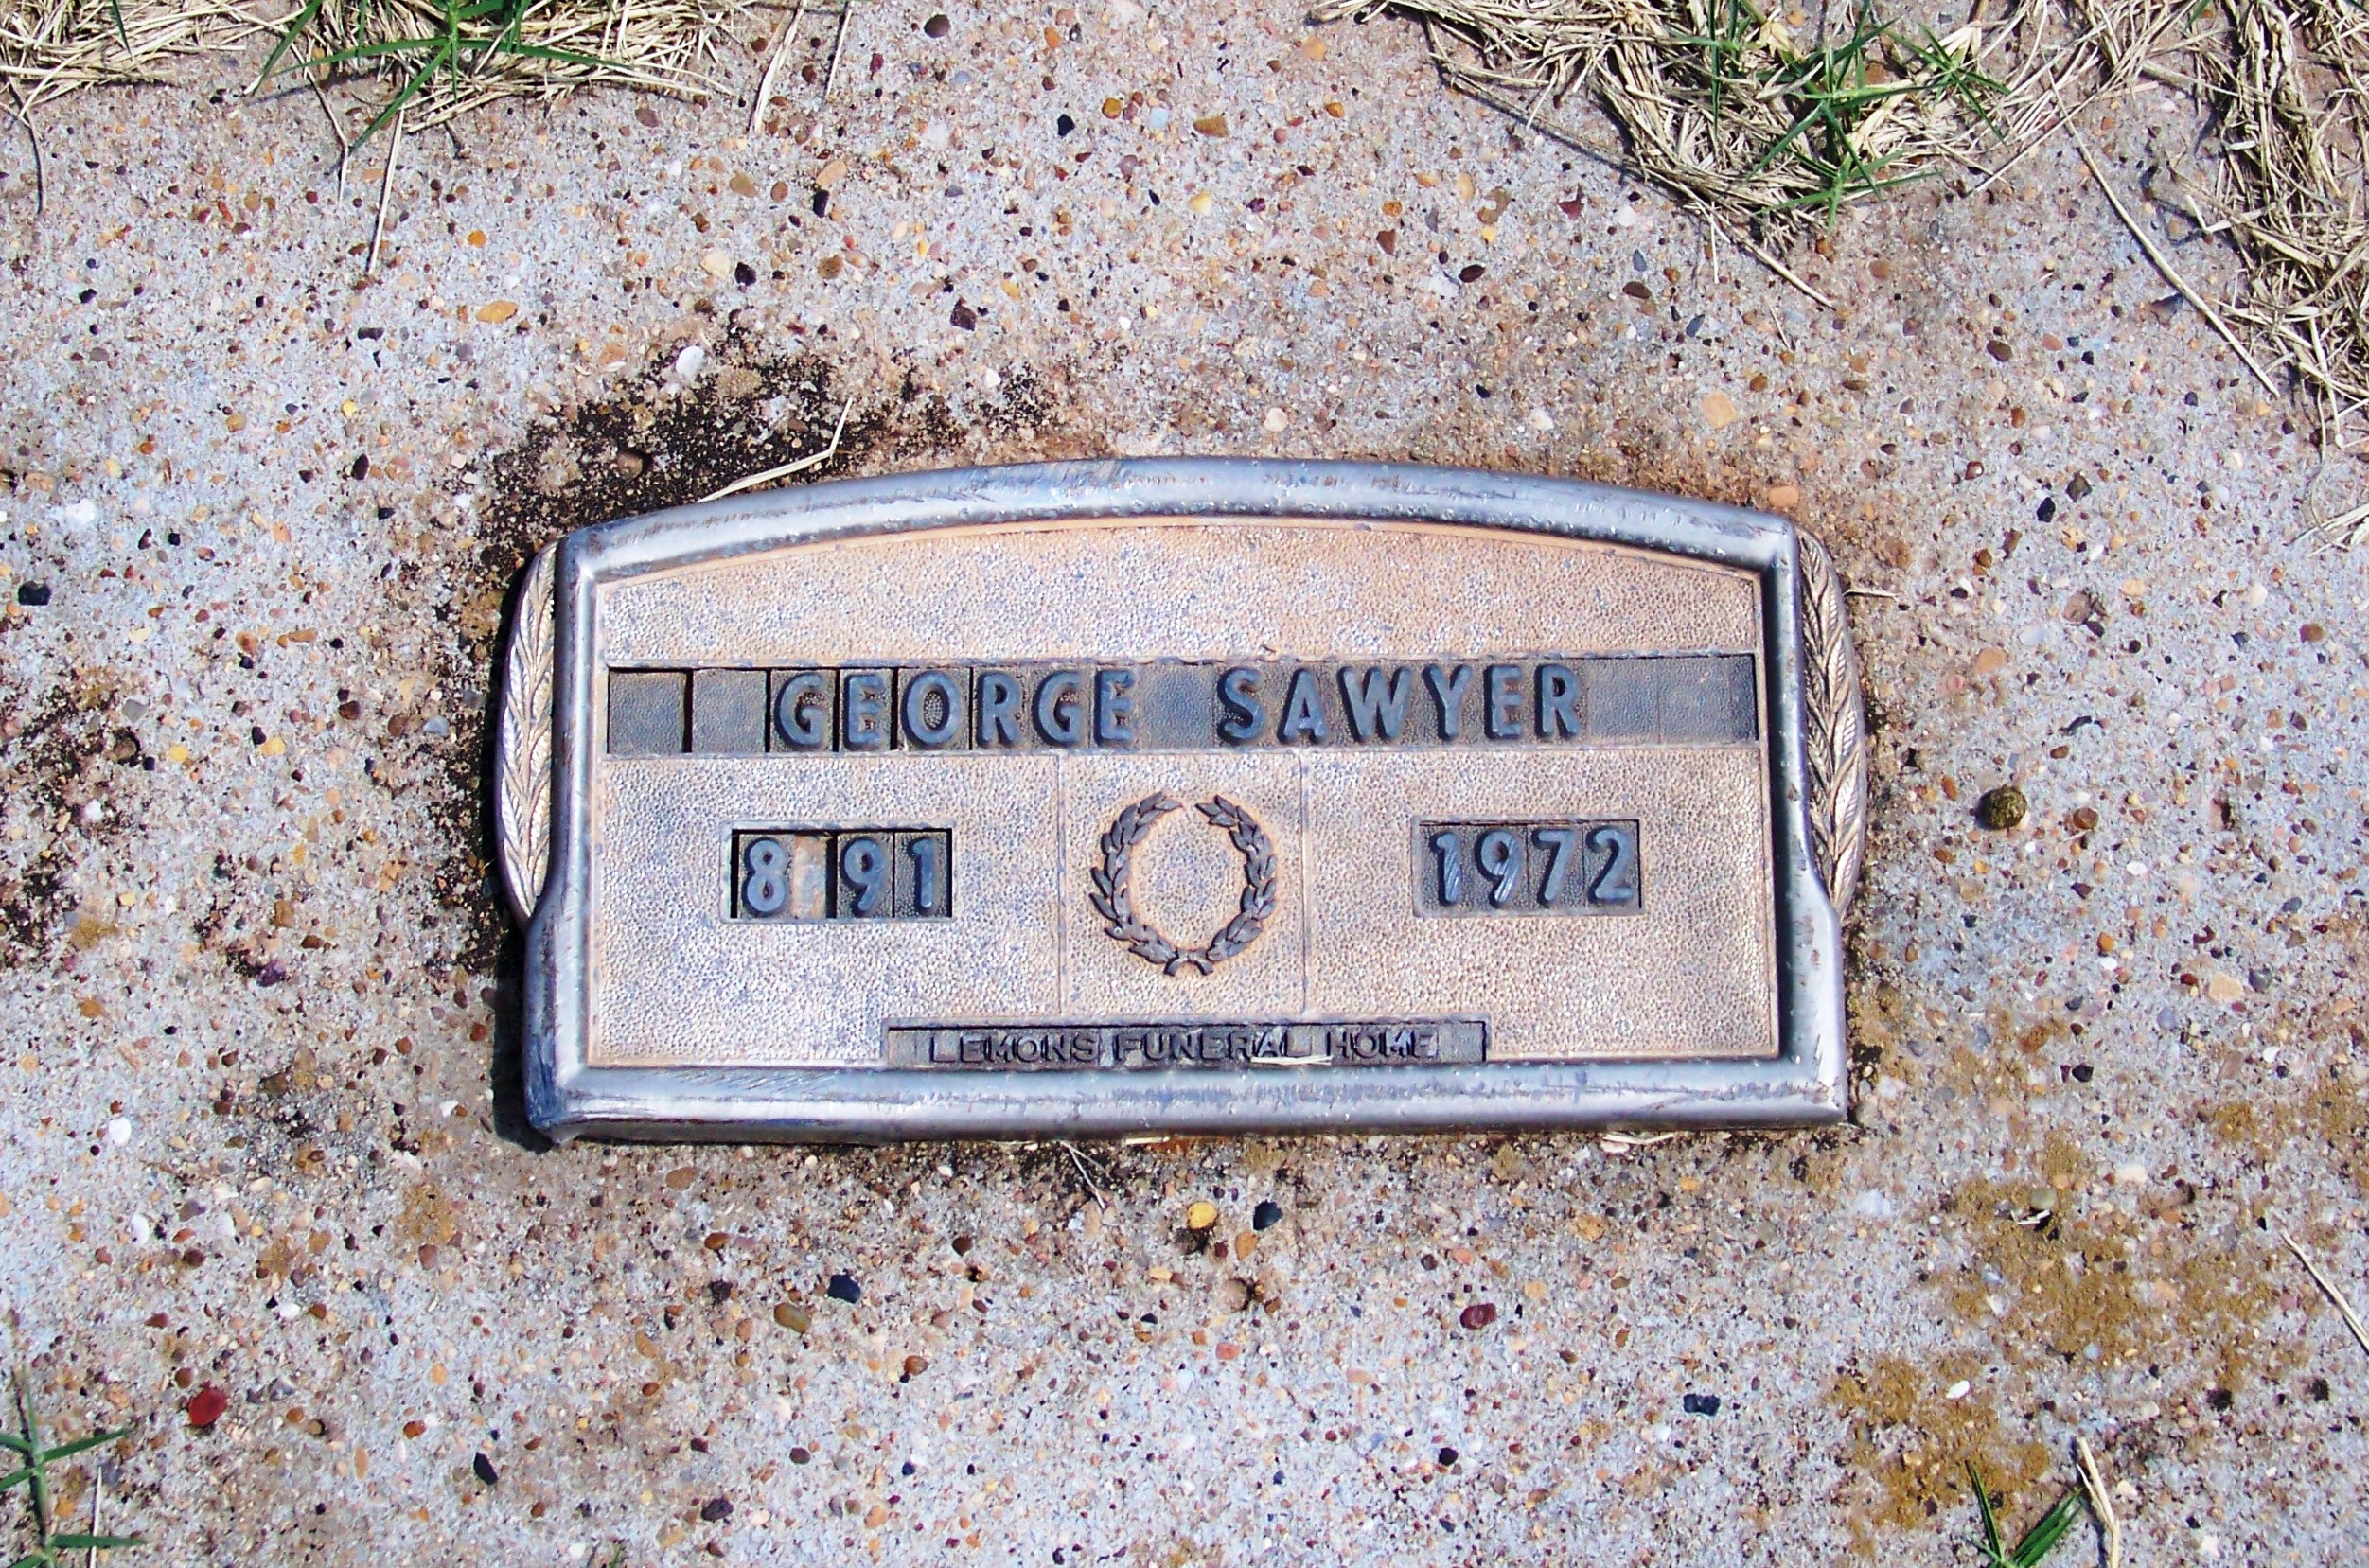 GEORGE SAWYER
8 91 1972
LEMONS FUNERAL HOME